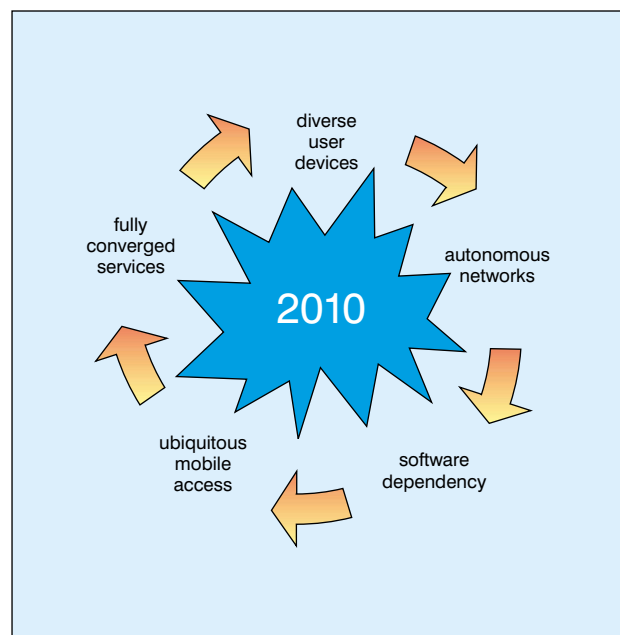 diverse
user
devices
autonomous
networks
software
dependency
ubiquitous
mobile
access
fully
converged
services
2010